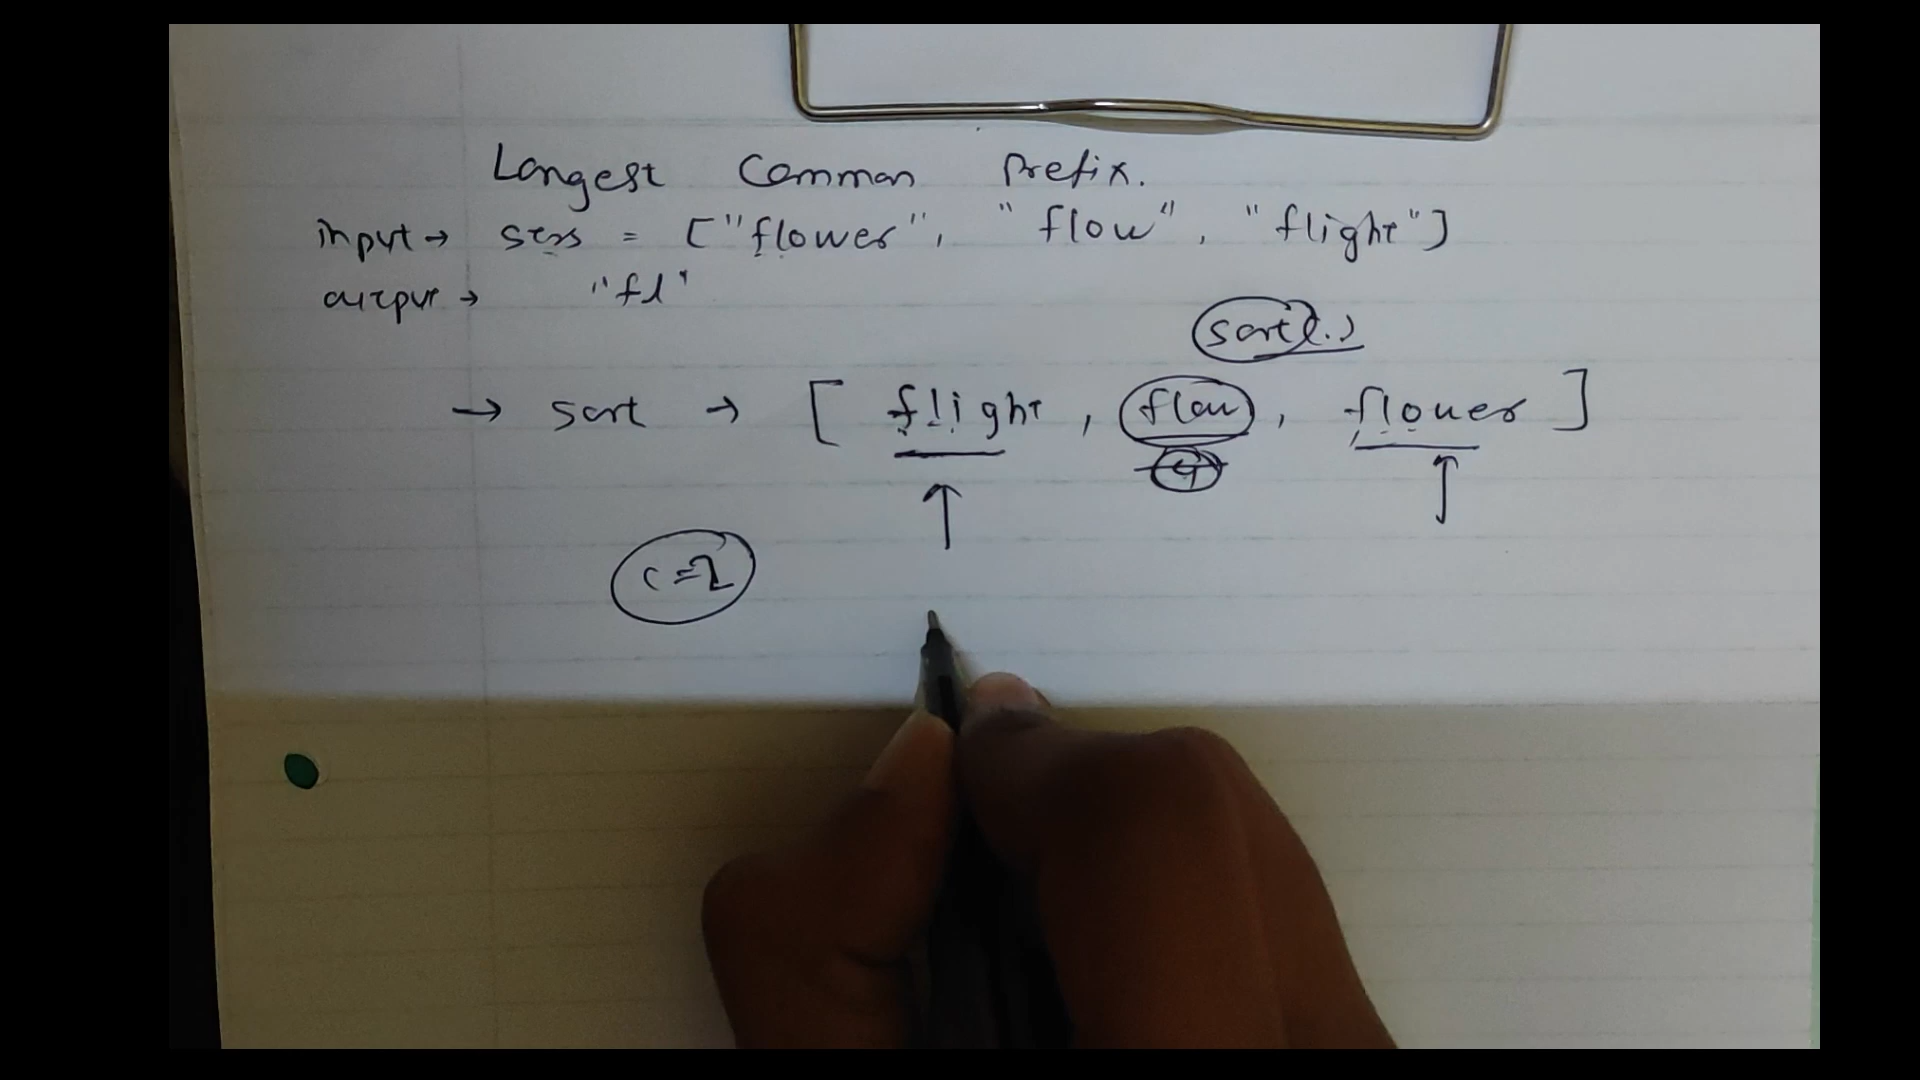 Longest Common Prefix.
input → strs = ["flower", "flow", "flight"]
output → "fl"
sort(.)
→ sort → [ flight, flow, flower ]
c=2